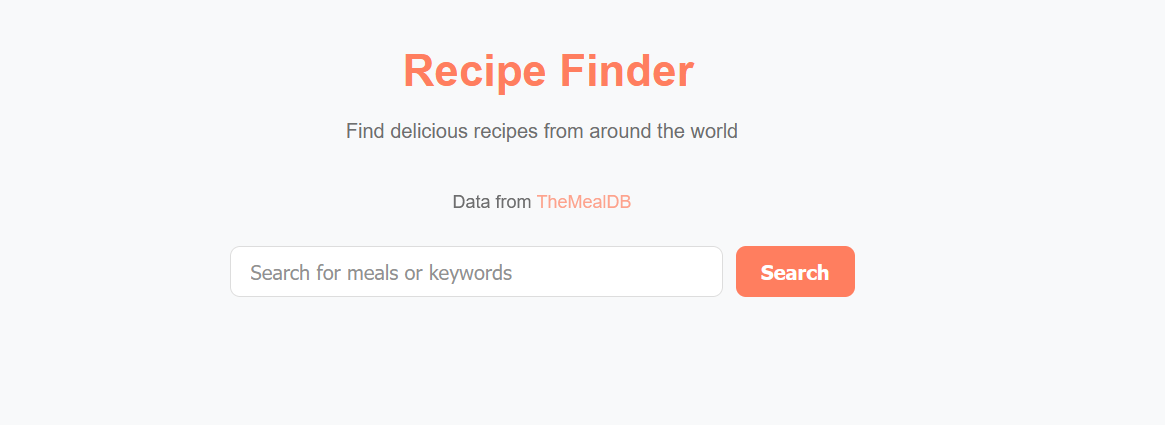 Recipe Finder
Find delicious recipes from around the world
Data from TheMealDB
Search for meals or keywords
Search